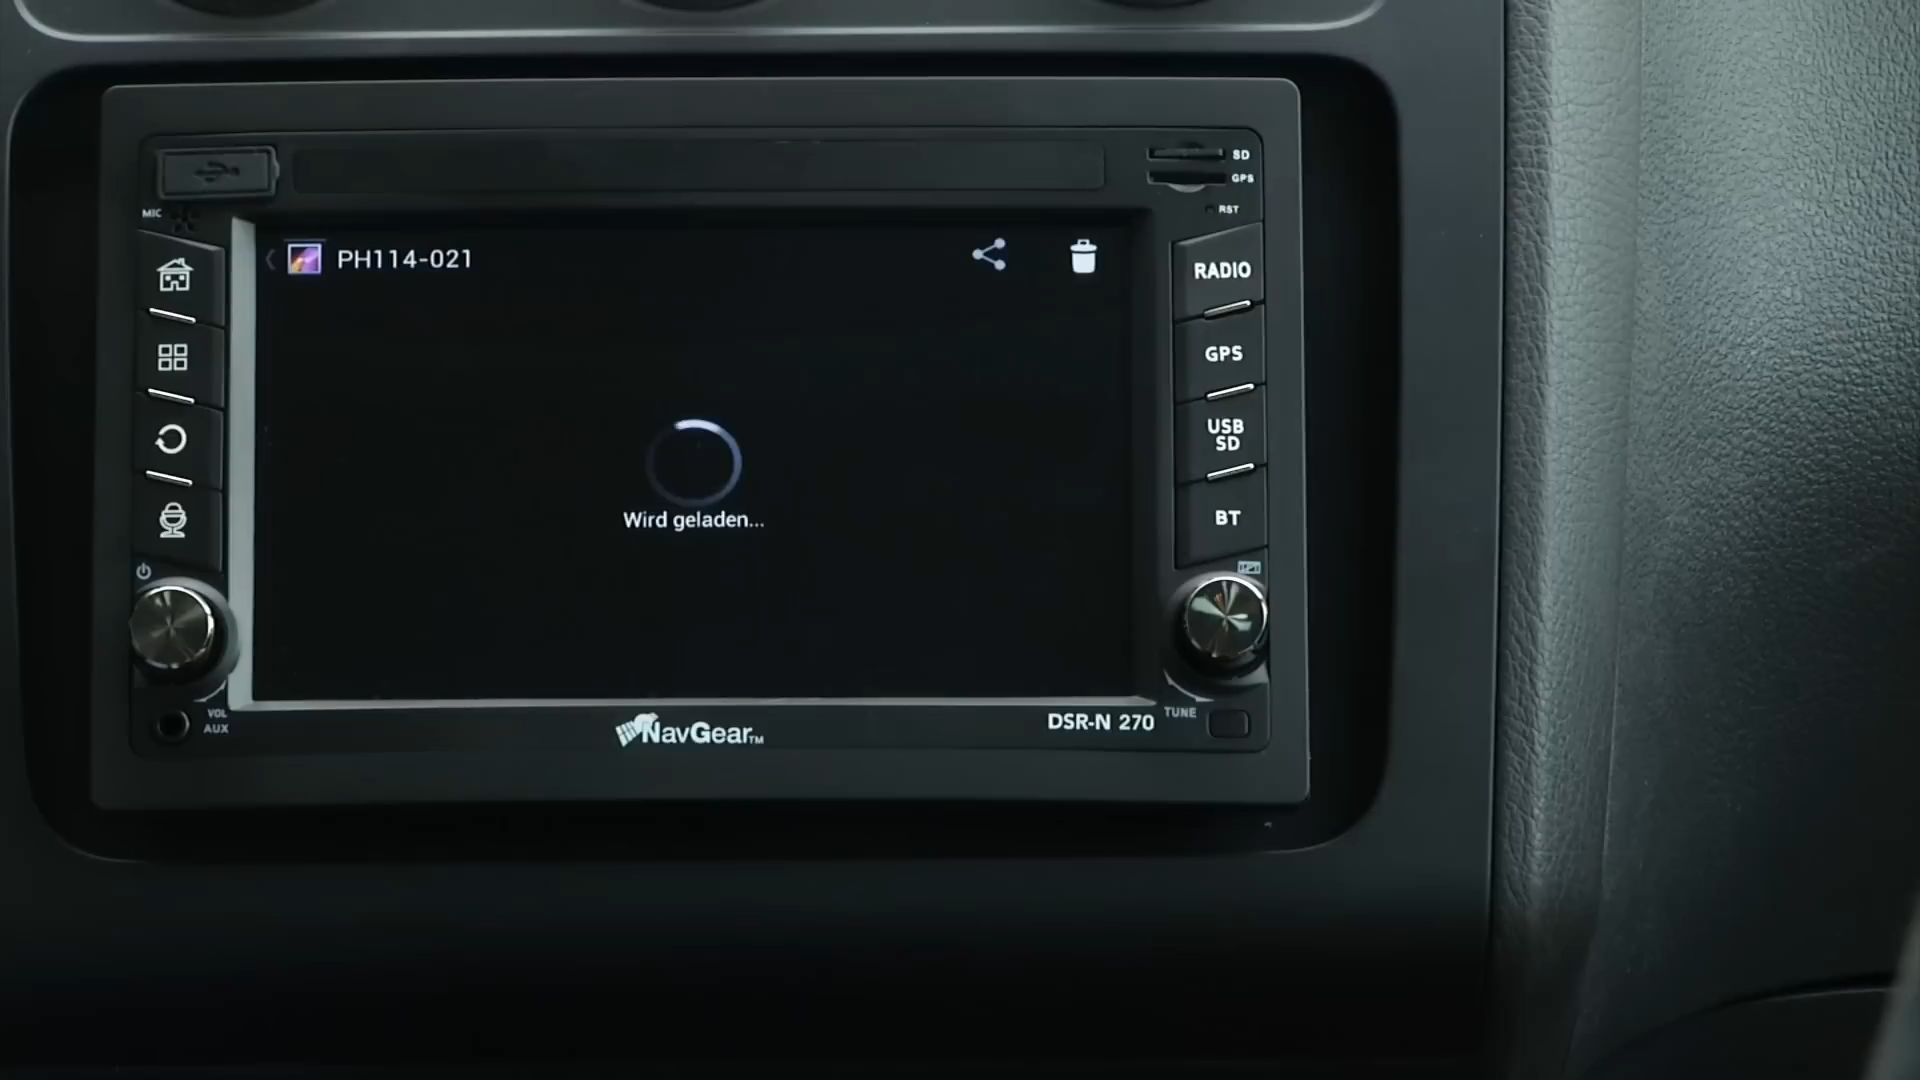 SD
GPS
MIC
RST
PH114-021
RADIO
GPS
USB
SD
Wird geladen...
BT
VOL
AUX
TUNE
NavGear TM
DSR-N 270